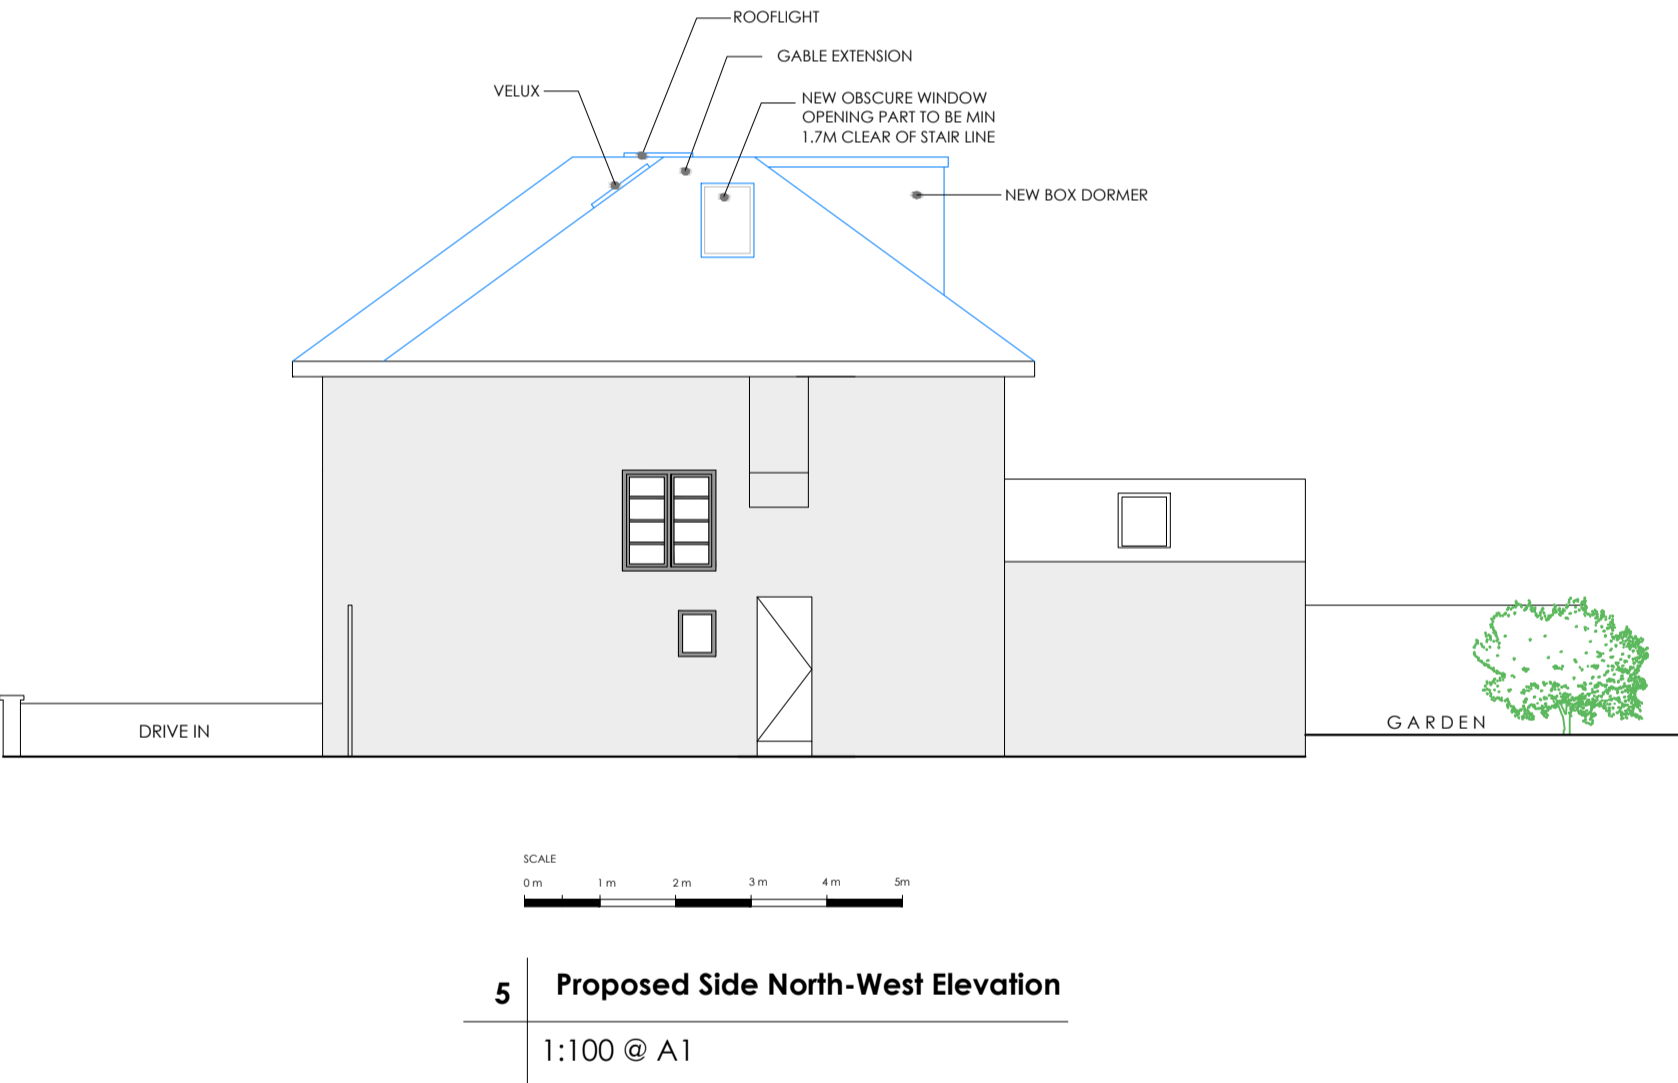 ROOFLIGHT
GABLE EXTENSION
VELUX
NEW OBSCURE WINDOW
OPENING PART TO BE MIN
1.7M CLEAR OF STAIR LINE
NEW BOX DORMER
DRIVE IN
GARDEN
SCALE
0 m 1 m 2 m 3 m 4 m 5m
5 Proposed Side North-West Elevation
1:100 @ A1